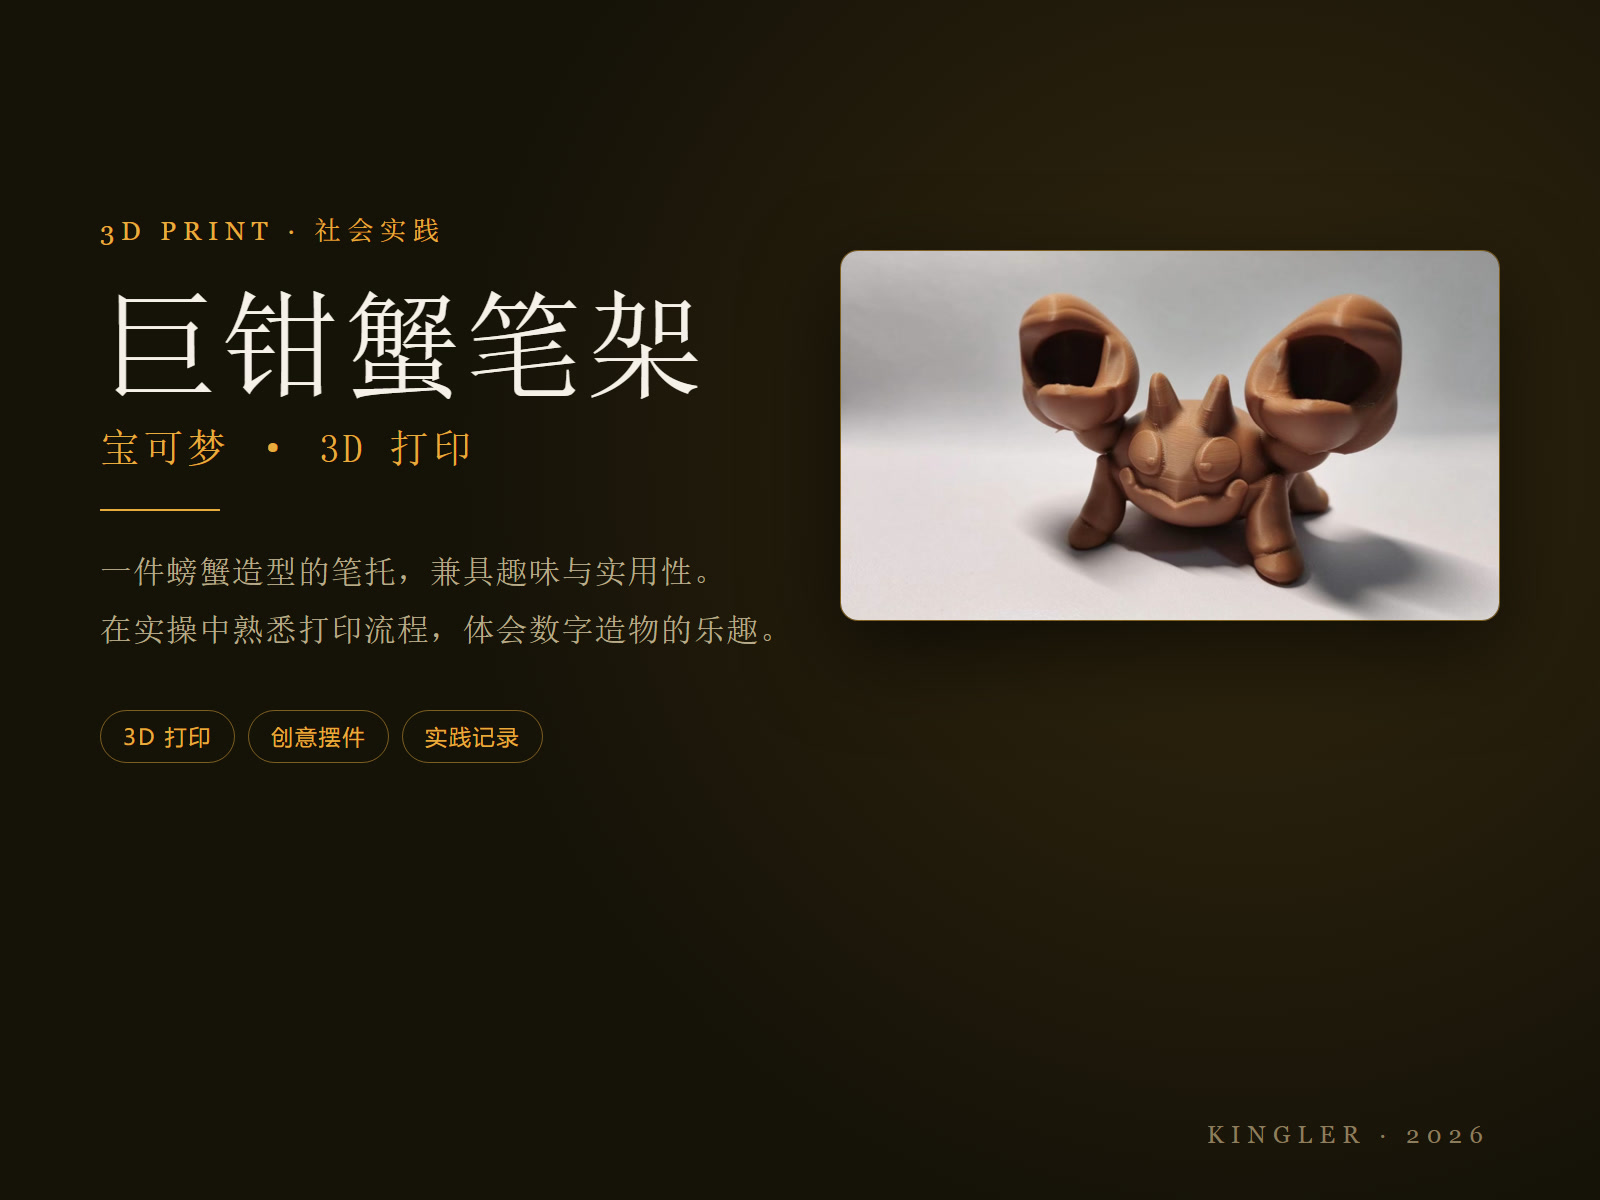 3D PRINT · 社会实践
巨钳蟹笔架
宝可梦 • 3D 打印
一件螃蟹造型的笔托，兼具趣味与实用性。
在实操中熟悉打印流程，体会数字造物的乐趣。
3D 打印 创意摆件 实践记录
KINGLER · 2026